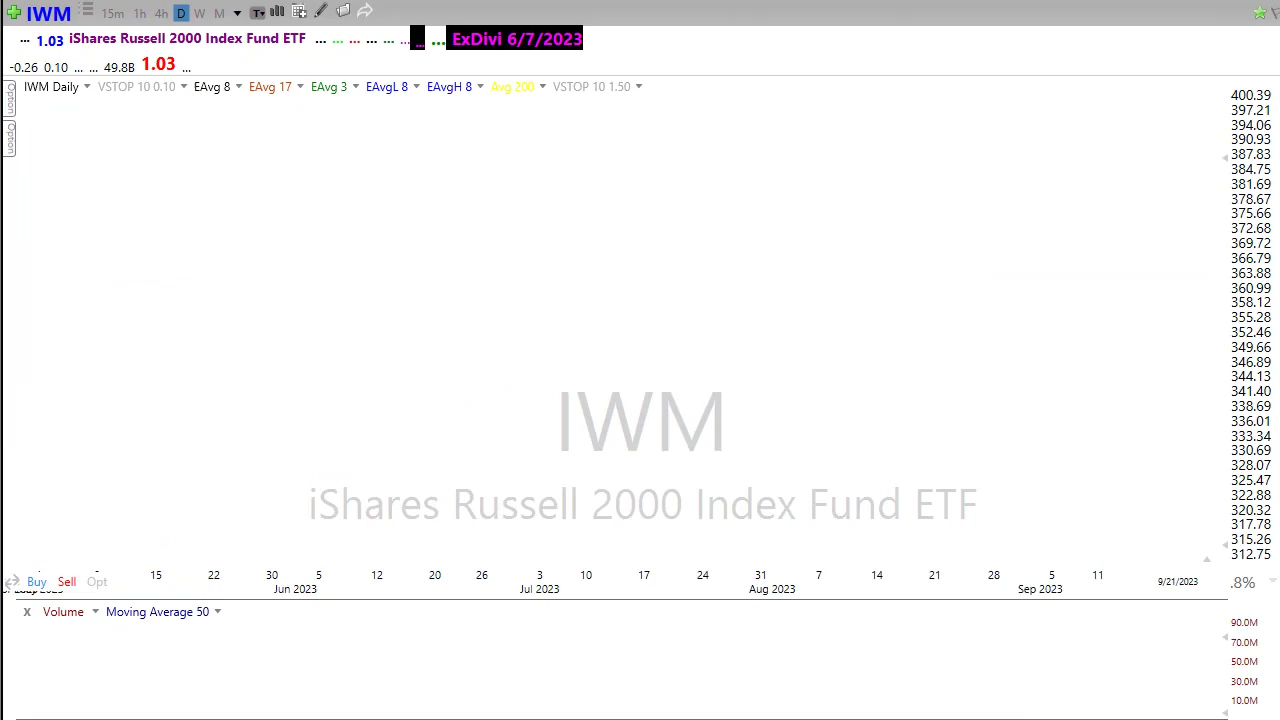 IWM 15m 1h 4h D W M T
... 1.03 iShares Russell 2000 Index Fund ETF ... ... ... ... ... ... ... ... ExDivi 6/7/2023
-0.26 0.10 ... ... 49.8B 1.03 ...
IWM Daily VSTOP 10 0.10 EAvg 8 EAvg 17 EAvg 3 EAvgL 8 EAvgH 8 Avg 200 VSTOP 10 1.50
Option
Option
400.39
397.21
394.06
390.93
387.83
384.75
381.69
378.67
375.66
372.68
369.72
366.79
363.88
360.99
358.12
355.28
352.46
349.66
346.89
344.13
341.40
338.69
336.01
333.34
330.69
328.07
325.47
322.88
320.32
317.78
315.26
312.75
IWM
iShares Russell 2000 Index Fund ETF
15 22 30 5 12 20 26 3 10 17 24 31 7 14 21 28 5 11
Buy Sell Opt 9/21/2023 .8%
Jun 2023 Jul 2023 Aug 2023 Sep 2023
x Volume Moving Average 50
90.0M
70.0M
50.0M
30.0M
10.0M